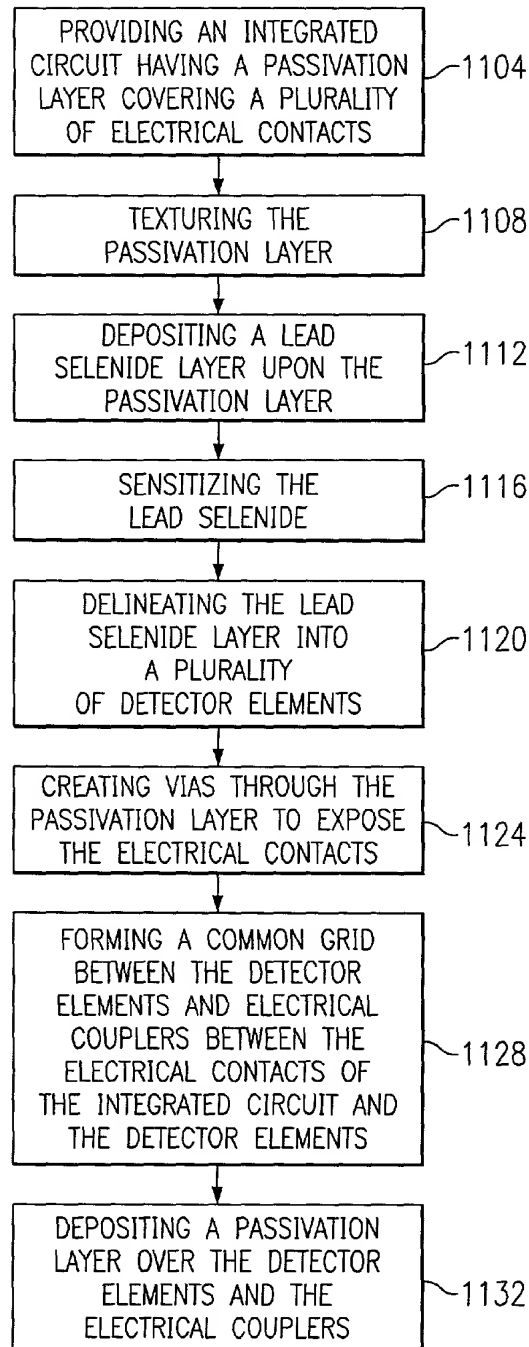 PROVIDING AN INTEGRATED
CIRCUIT HAVING A PASSIVATION
LAYER COVERING A PLURALITY
OF ELECTRICAL CONTACTS
1104
TEXTURING THE
PASSIVATION LAYER
1108
DEPOSITING A LEAD
SELENIDE LAYER UPON THE
PASSIVATION LAYER
1112
SENSITIZING THE
LEAD SELENIDE
1116
DELINEATING THE LEAD
SELENIDE LAYER INTO
A PLURALITY
OF DETECTOR ELEMENTS
1120
CREATING VIAS THROUGH THE
PASSIVATION LAYER TO EXPOSE
THE ELECTRICAL CONTACTS
1124
FORMING A COMMON GRID
BETWEEN THE DETECTOR
ELEMENTS AND ELECTRICAL
COUPLERS BETWEEN THE
ELECTRICAL CONTACTS OF
THE INTEGRATED CIRCUIT AND
THE DETECTOR ELEMENTS
1128
DEPOSITING A PASSIVATION
LAYER OVER THE DETECTOR
ELEMENTS AND THE
ELECTRICAL COUPLERS
1132